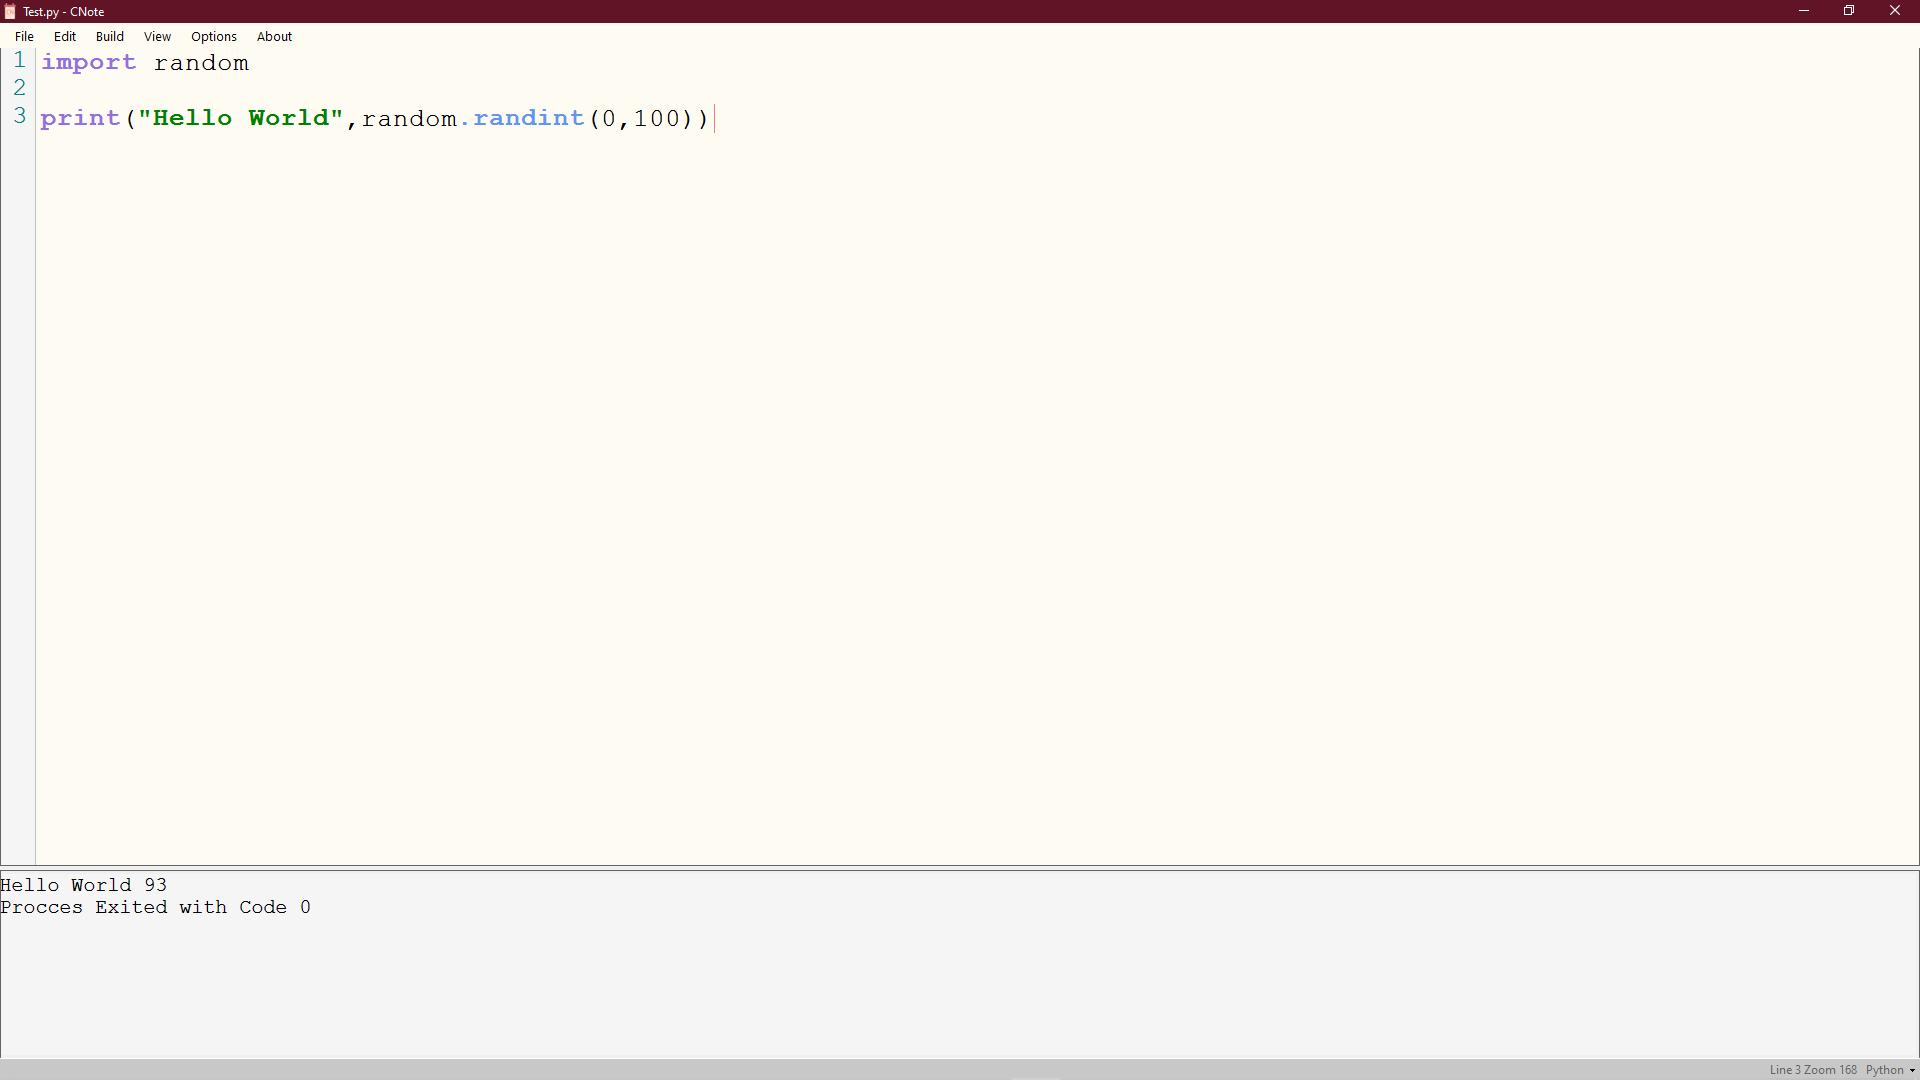 Test.py - CNote
File Edit Build View Options About
1 import random
2
3 print("Hello World",random.randint(0,100))
Hello World 93
Procces Exited with Code 0
Line 3 Zoom 168 Python